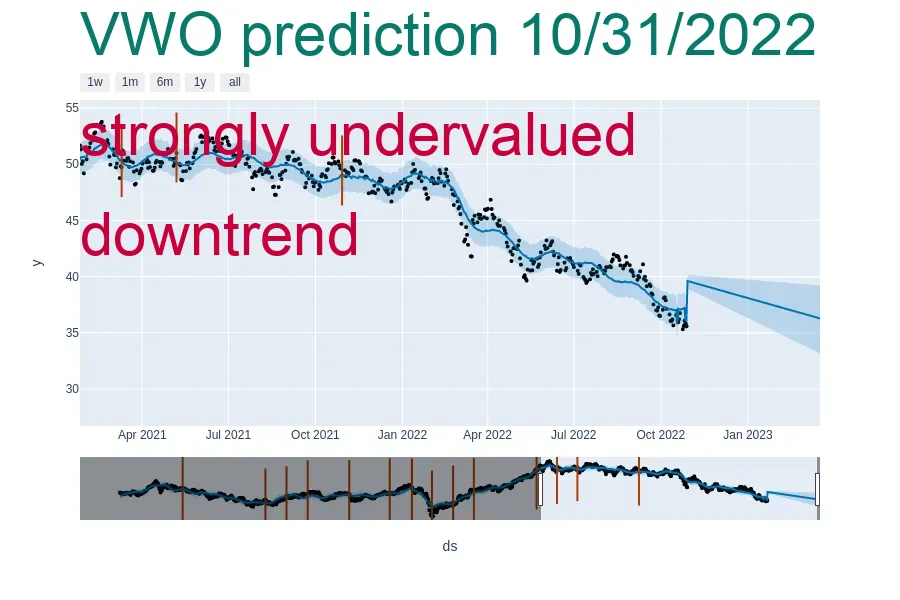 VWO prediction 10/31/2022
1w 1m 6m 1y all
55
strongly undervalued
50
45
downtrend
y
40
35
30
Apr 2021 Jul 2021 Oct 2021 Jan 2022 Apr 2022 Jul 2022 Oct 2022 Jan 2023
ds